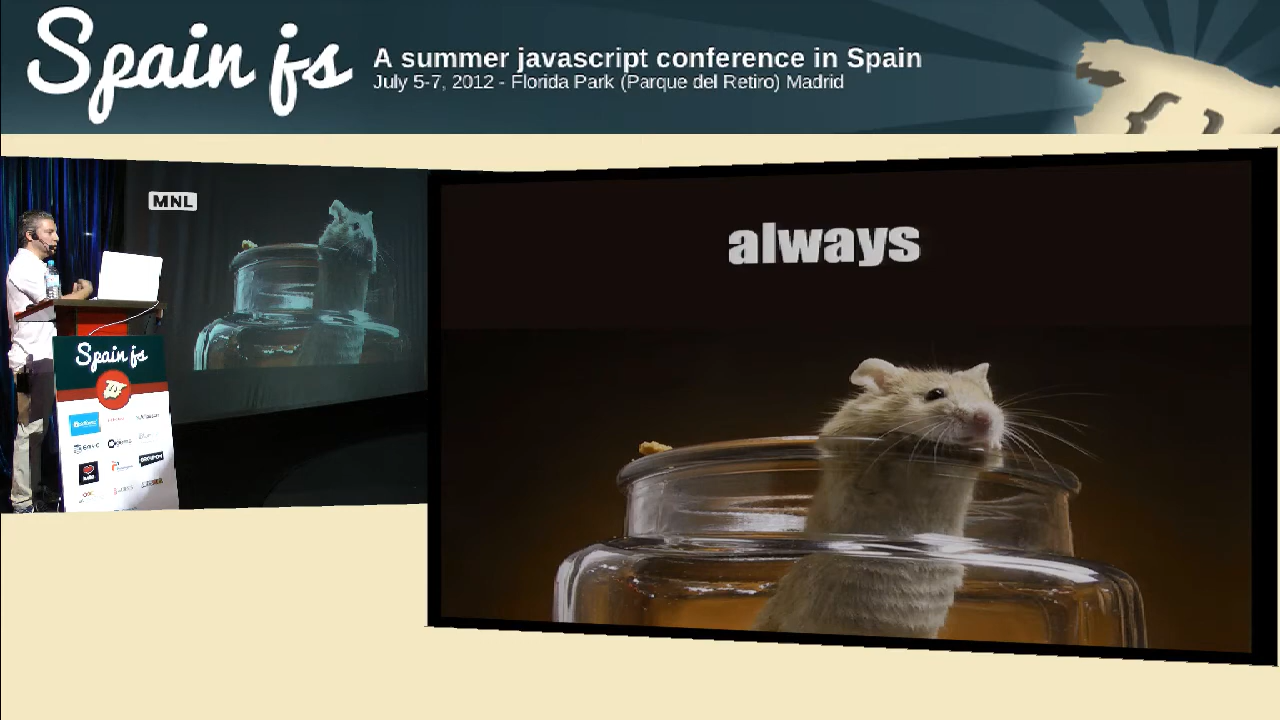 Spain js
A summer javascript conference in Spain
July 5-7, 2012 - Florida Park (Parque del Retiro) Madrid
MNL
always
Spain js
GROUPON